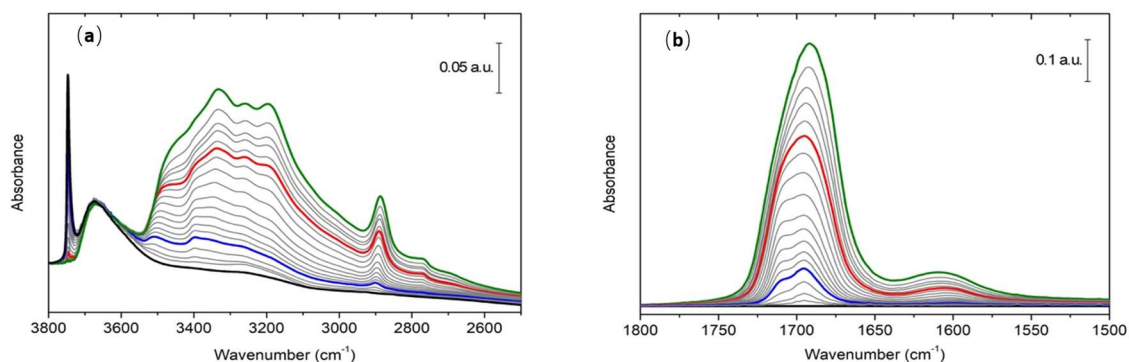 (a)
0.05 a.u.
Absorbance
3800 3600 3400 3200 3000 2800 2600
Wavenumber (cm⁻¹)
(b)
0.1 a.u.
Absorbance
1800 1750 1700 1650 1600 1550 1500
Wavenumber (cm⁻¹)